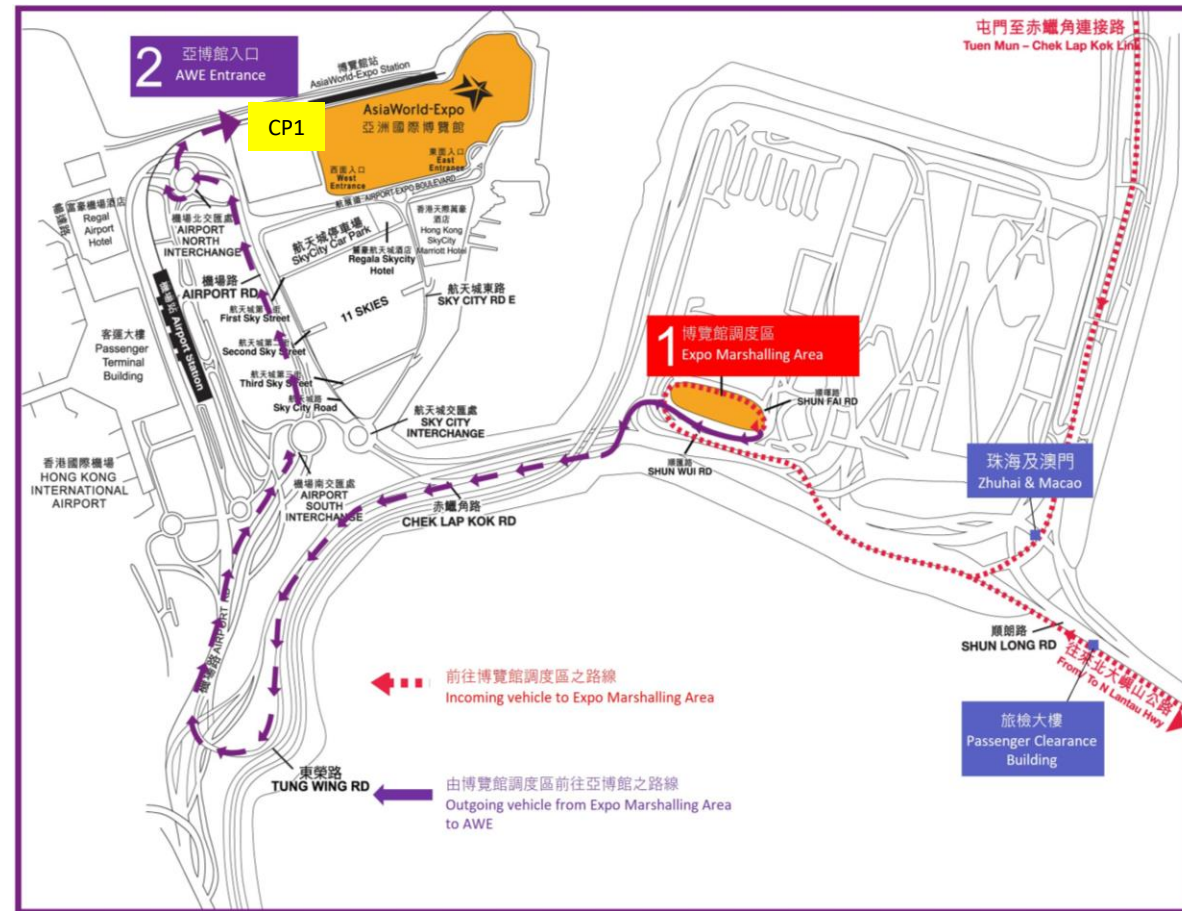 屯門至赤鱲角連接路
Tuen Mun – Chek Lap Kok Link
2
亞博館入口
AWE Entrance
博覽館站
AsiaWorld-Expo Station
CP1
AsiaWorld-Expo
亞洲國際博覽館
東面入口
East
Entrance
西面入口
West
Entrance
航展道 AIRPORT EXPO BOULEVARD
富豪機場酒店
Regal
Airport
Hotel
機場北交匯處
AIRPORT
NORTH
INTERCHANGE
航天城停車場
SkyCity Car Park
麗豪航天城酒店
Regala Skycity
Hotel
香港天際萬豪
酒店
Hong Kong
SkyCity
Marriott Hotel
機場路
AIRPORT RD
航天城東路
SKY CITY RD E
First Sky Street
11 SKIES
Second Sky Street
Third Sky Street
航天城路
Sky City Road
機場站 Airport Station
客運大樓
Passenger
Terminal
Building
航天城交匯處
SKY CITY
INTERCHANGE
1
博覽館調度區
Expo Marshalling Area
順暉路
SHUN FAI RD
順匯路
SHUN WUI RD
香港國際機場
HONG KONG
INTERNATIONAL
AIRPORT
機場南交匯處
AIRPORT
SOUTH
INTERCHANGE
赤鱲角路
CHEK LAP KOK RD
珠海及澳門
Zhuhai & Macao
機場路 AIRPORT RD
順朗路
SHUN LONG RD
往來北大嶼山公路
From/ To N Lantau Hwy
旅檢大樓
Passenger Clearance
Building
前往博覽館調度區之路線
Incoming vehicle to Expo Marshalling Area
東榮路
TUNG WING RD
由博覽館調度區前往亞博館之路線
Outgoing vehicle from Expo Marshalling Area
to AWE